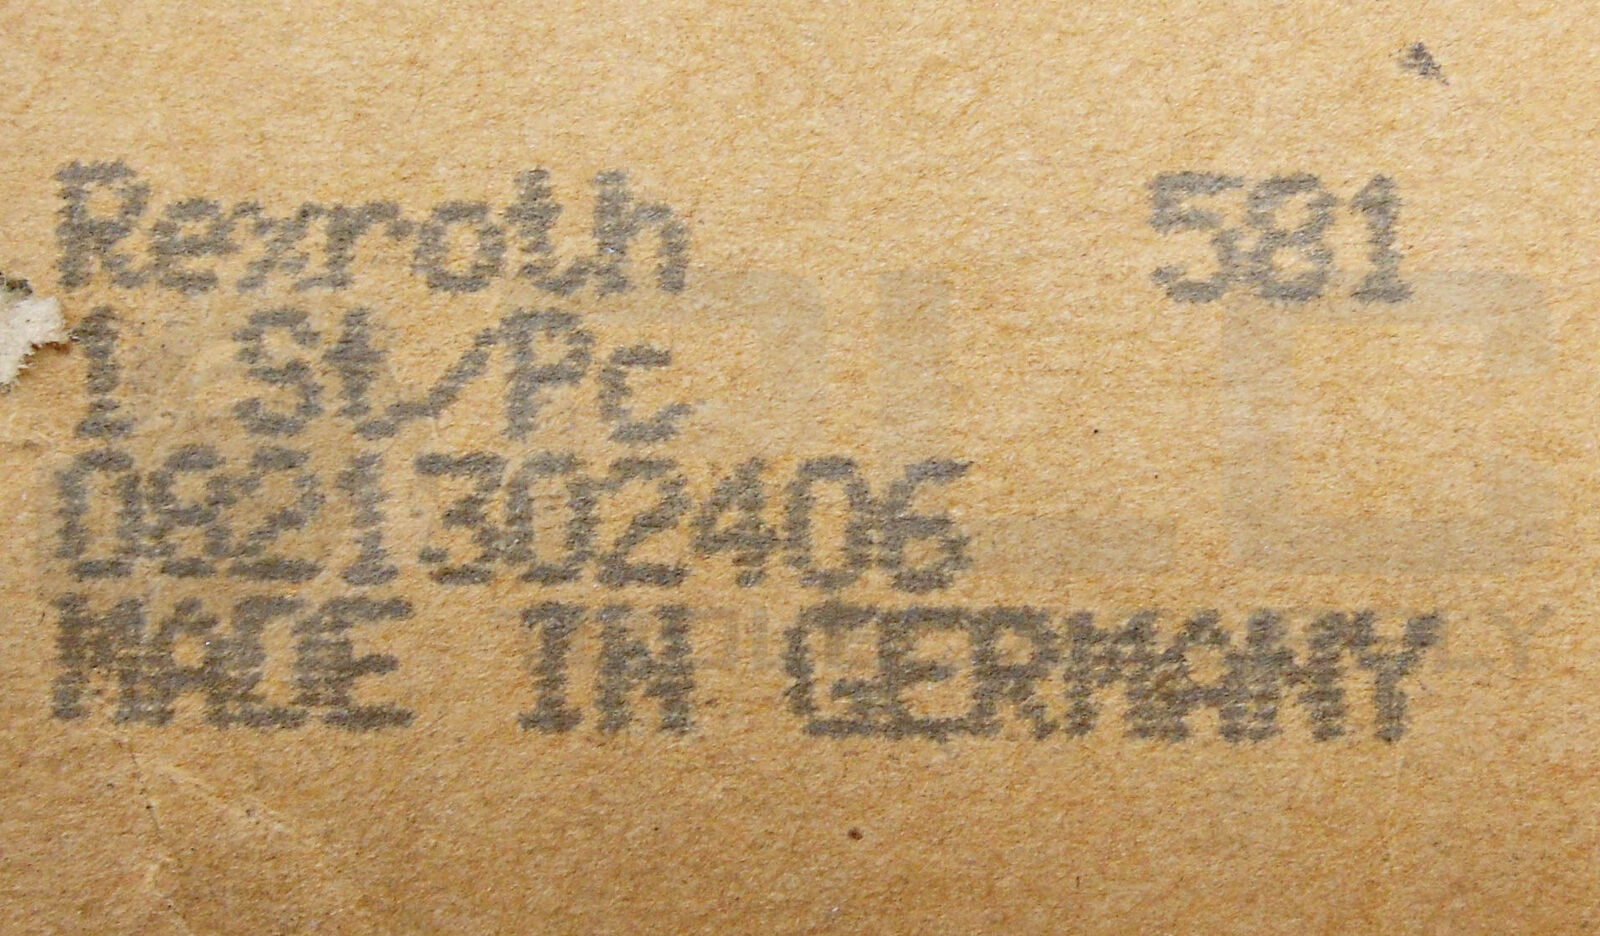 Rexroth 581
1 St/Pc
0821302406
MADE IN GERMANY